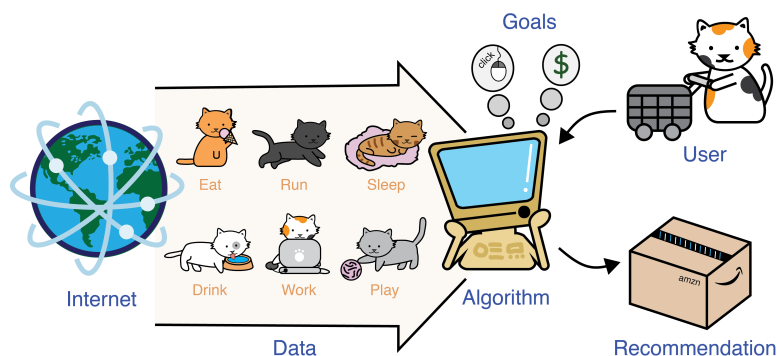 Goals
click
$
Eat
Run
Sleep
User
Drink
Work
Play
Internet
Algorithm
amzn
Data
Recommendation